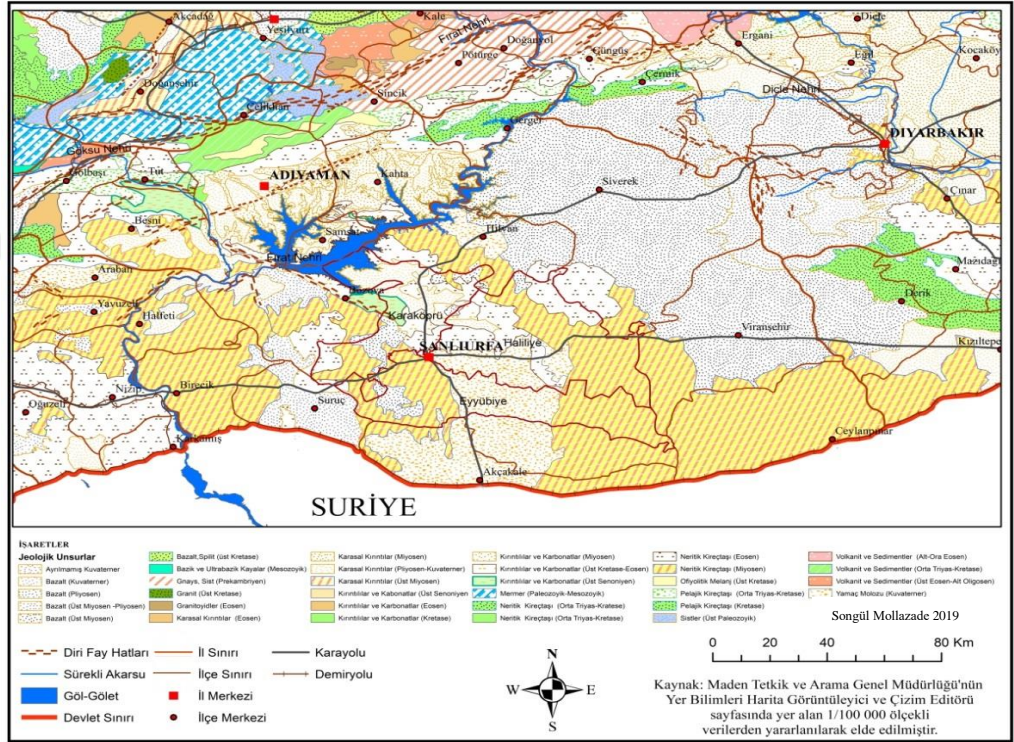 Akçadağ
Kale
Dicle
Yeşilyurt
Fırat Nehri
Doğanyol
Ergani
Pötürge
Güngüş
Eğil
Kocaköy
Doğanşehir
Sincik
Çermik
Dicle Nehri
Çelikhan
Gerger
DIYARBAKIR
Göksu Nehri
Gölbaşı
Tut
ADIYAMAN
Kahta
Siverek
Çınar
Besni
Samsat
Hilvan
Fırat Nehri
Mazıdağı
Araban
Bozova
Derik
Yavuzeli
Halfeti
Karaköprü
Viranşehir
ŞANLIURFA
Haliliye
Kızıltepe
Nizip
Birecik
Eyyübiye
Oğuzeli
Suruç
Karkamış
Ceylanpınar
Akçakale
SURİYE
İŞARETLER
Jeolojik Unsurlar
Ayrılmamış Kuvaterner
Bazalt (Kuvaterner)
Bazalt (Pliyosen)
Bazalt (Üst Miyosen -Pliyosen)
Bazalt (Üst Miyosen)
Bazalt,Spilit (üst Kretase)
Bazik ve Ultrabazik Kayalar (Mesozoyik)
Gnays, Sist (Prekambriyen)
Granit (Üst Kretase)
Granitoyidler (Eosen)
Karasal Kırıntılar (Eosen)
Karasal Kırıntılar (Miyosen)
Karasal Kırıntılar (Pliyosen-Kuvaterner)
Karasal Kırıntılar (Üst Miyosen)
Kırıntılılar ve Kabonatlar (Üst Senoniyen
Kırıntılılar ve Karbonatlar (Eosen)
Kırıntılılar ve Karbonatlar (Kretase)
Kırıntılılar ve Karbonatlar (Miyosen)
Kırıntılılar ve Karbonatlar (Üst Kretase-Eosen)
Kırıntılılar ve Karbonatlar (Üst Senoniyen)
Mermer (Paleozoyik-Mesozoyik)
Neritik Kireçtaşı (Orta Triyas-Kratese)
Neritik Kireçtaşı (Orta Triyas-Kretase)
Neritik Kireçtaşı (Eosen)
Neritik Kireçtaşı (Miyosen)
Ofiyolitik Melanj (Üst Kretase)
Pelajik Kireçtaşı (Orta Triyas-Kratese)
Pelajik Kireçtaşı (Kretase)
Sistler (Üst Paleozoyik)
Volkanit ve Sedimentler (Alt-Ora Eosen)
Volkanit ve Sedimentler (Orta Triyas-Kretase)
Volkanit ve Sedimentler (Üst Eosen-Alt Oligosen)
Yamaç Molozu (Kuvaterner)
Songül Mollazade 2019
Diri Fay Hatları
Sürekli Akarsu
Göl-Gölet
Devlet Sınırı
İl Sınırı
İlçe Sınırı
İl Merkezi
İlçe Merkezi
Karayolu
Demiryolu
N
W E
S
0 20 40 80 Km
Kaynak: Maden Tetkik ve Arama Genel Müdürlüğü'nün
Yer Bilimleri Harita Görüntüleyici ve Çizim Editörü
sayfasında yer alan 1/100 000 ölçekli
verilerden yararlanılarak elde edilmiştir.